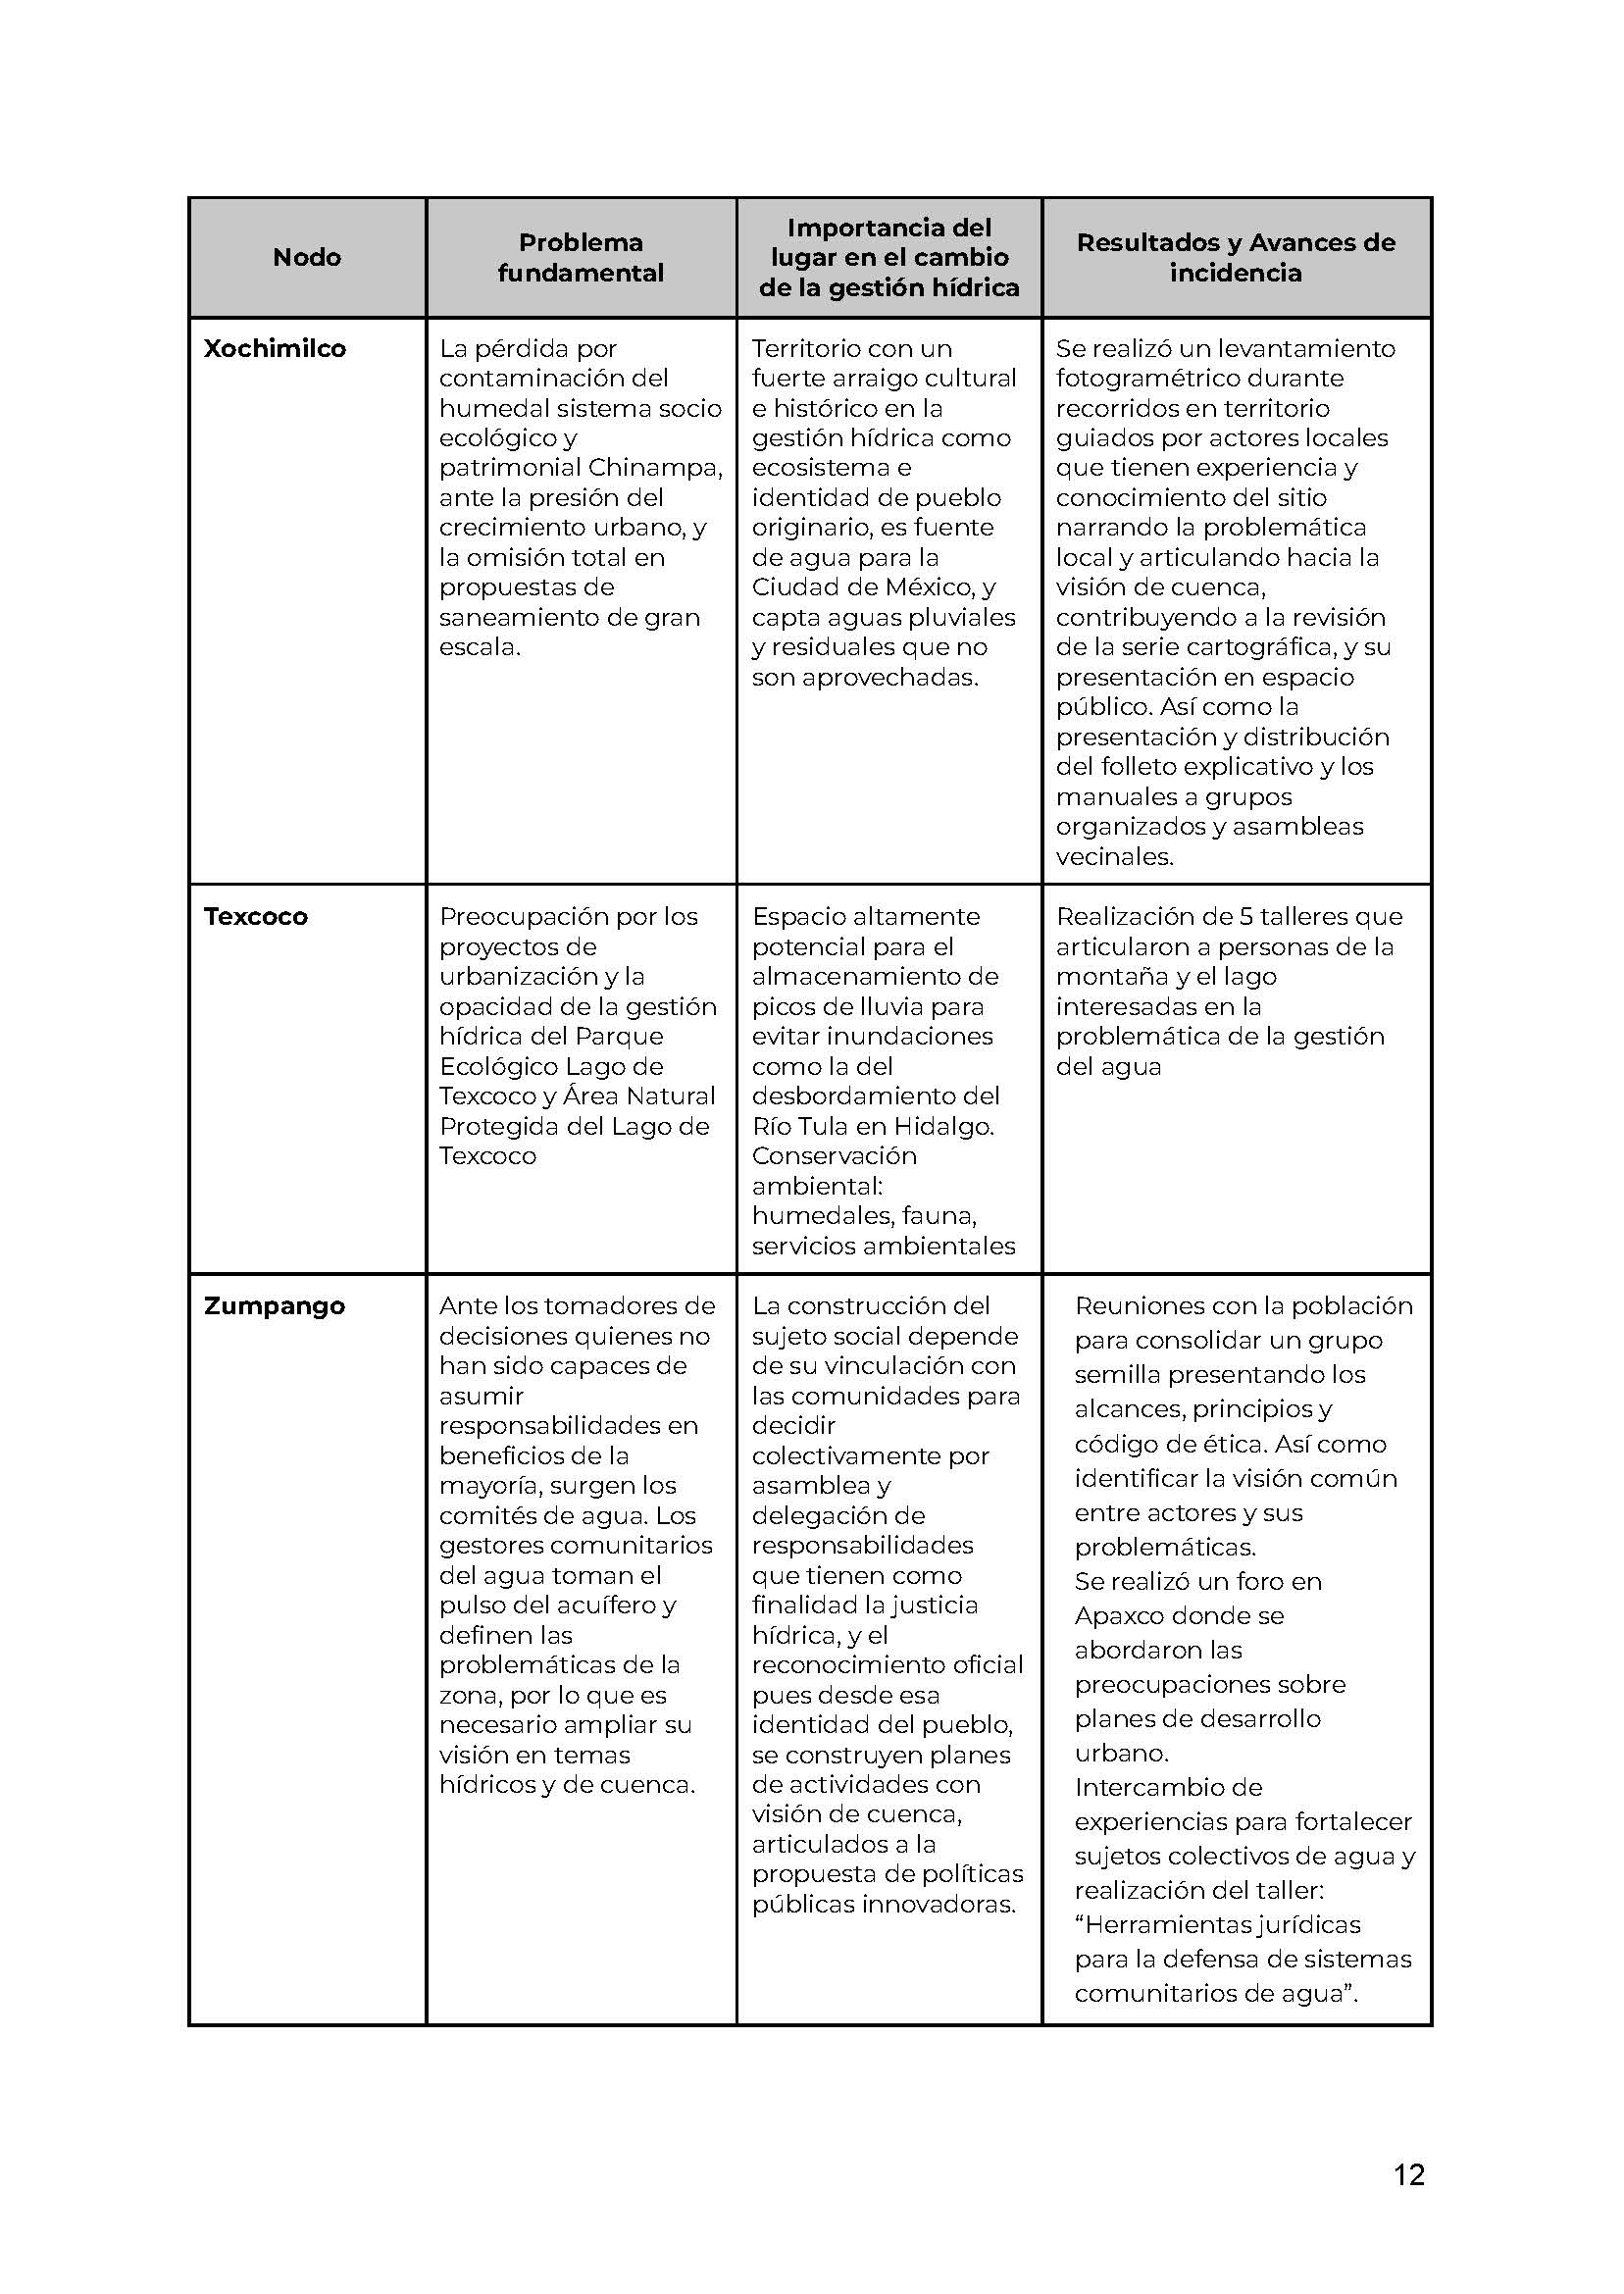 Nodo
Problema
fundamental
Importancia del
lugar en el cambio
de la gestión hídrica
Resultados y Avances de
incidencia
Xochimilco
La pérdida por
contaminación del
humedal sistema socio
ecológico y
patrimonial Chinampa,
ante la presión del
crecimiento urbano, y
la omisión total en
propuestas de
saneamiento de gran
escala.
Territorio con un
fuerte arraigo cultural
e histórico en la
gestión hídrica como
ecosistema e
identidad de pueblo
originario, es fuente
de agua para la
Ciudad de México, y
capta aguas pluviales
y residuales que no
son aprovechadas.
Se realizó un levantamiento
fotogramétrico durante
recorridos en territorio
guiados por actores locales
que tienen experiencia y
conocimiento del sitio
narrando la problemática
local y articulando hacia la
visión de cuenca,
contribuyendo a la revisión
de la serie cartográfica, y su
presentación en espacio
público. Así como la
presentación y distribución
del folleto explicativo y los
manuales a grupos
organizados y asambleas
vecinales.
Texcoco
Preocupación por los
proyectos de
urbanización y la
opacidad de la gestión
hídrica del Parque
Ecológico Lago de
Texcoco y Área Natural
Protegida del Lago de
Texcoco
Espacio altamente
potencial para el
almacenamiento de
picos de lluvia para
evitar inundaciones
como la del
desbordamiento del
Río Tula en Hidalgo.
Conservación
ambiental:
humedales, fauna,
servicios ambientales
Realización de 5 talleres que
articularon a personas de la
montaña y el lago
interesadas en la
problemática de la gestión
del agua
Zumpango
Ante los tomadores de
decisiones quienes no
han sido capaces de
asumir
responsabilidades en
beneficios de la
mayoría, surgen los
comités de agua. Los
gestores comunitarios
del agua toman el
pulso del acuífero y
definen las
problemáticas de la
zona, por lo que es
necesario ampliar su
visión en temas
hídricos y de cuenca.
La construcción del
sujeto social depende
de su vinculación con
las comunidades para
decidir
colectivamente por
asamblea y
delegación de
responsabilidades
que tienen como
finalidad la justicia
hídrica, y el
reconocimiento oficial
pues desde esa
identidad del pueblo,
se construyen planes
de actividades con
visión de cuenca,
articulados a la
propuesta de políticas
públicas innovadoras.
Reuniones con la población
para consolidar un grupo
semilla presentando los
alcances, principios y
código de ética. Así como
identificar la visión común
entre actores y sus
problemáticas.
Se realizó un foro en
Apaxco donde se
abordaron las
preocupaciones sobre
planes de desarrollo
urbano.
Intercambio de
experiencias para fortalecer
sujetos colectivos de agua y
realización del taller:
“Herramientas jurídicas
para la defensa de sistemas
comunitarios de agua”.
12